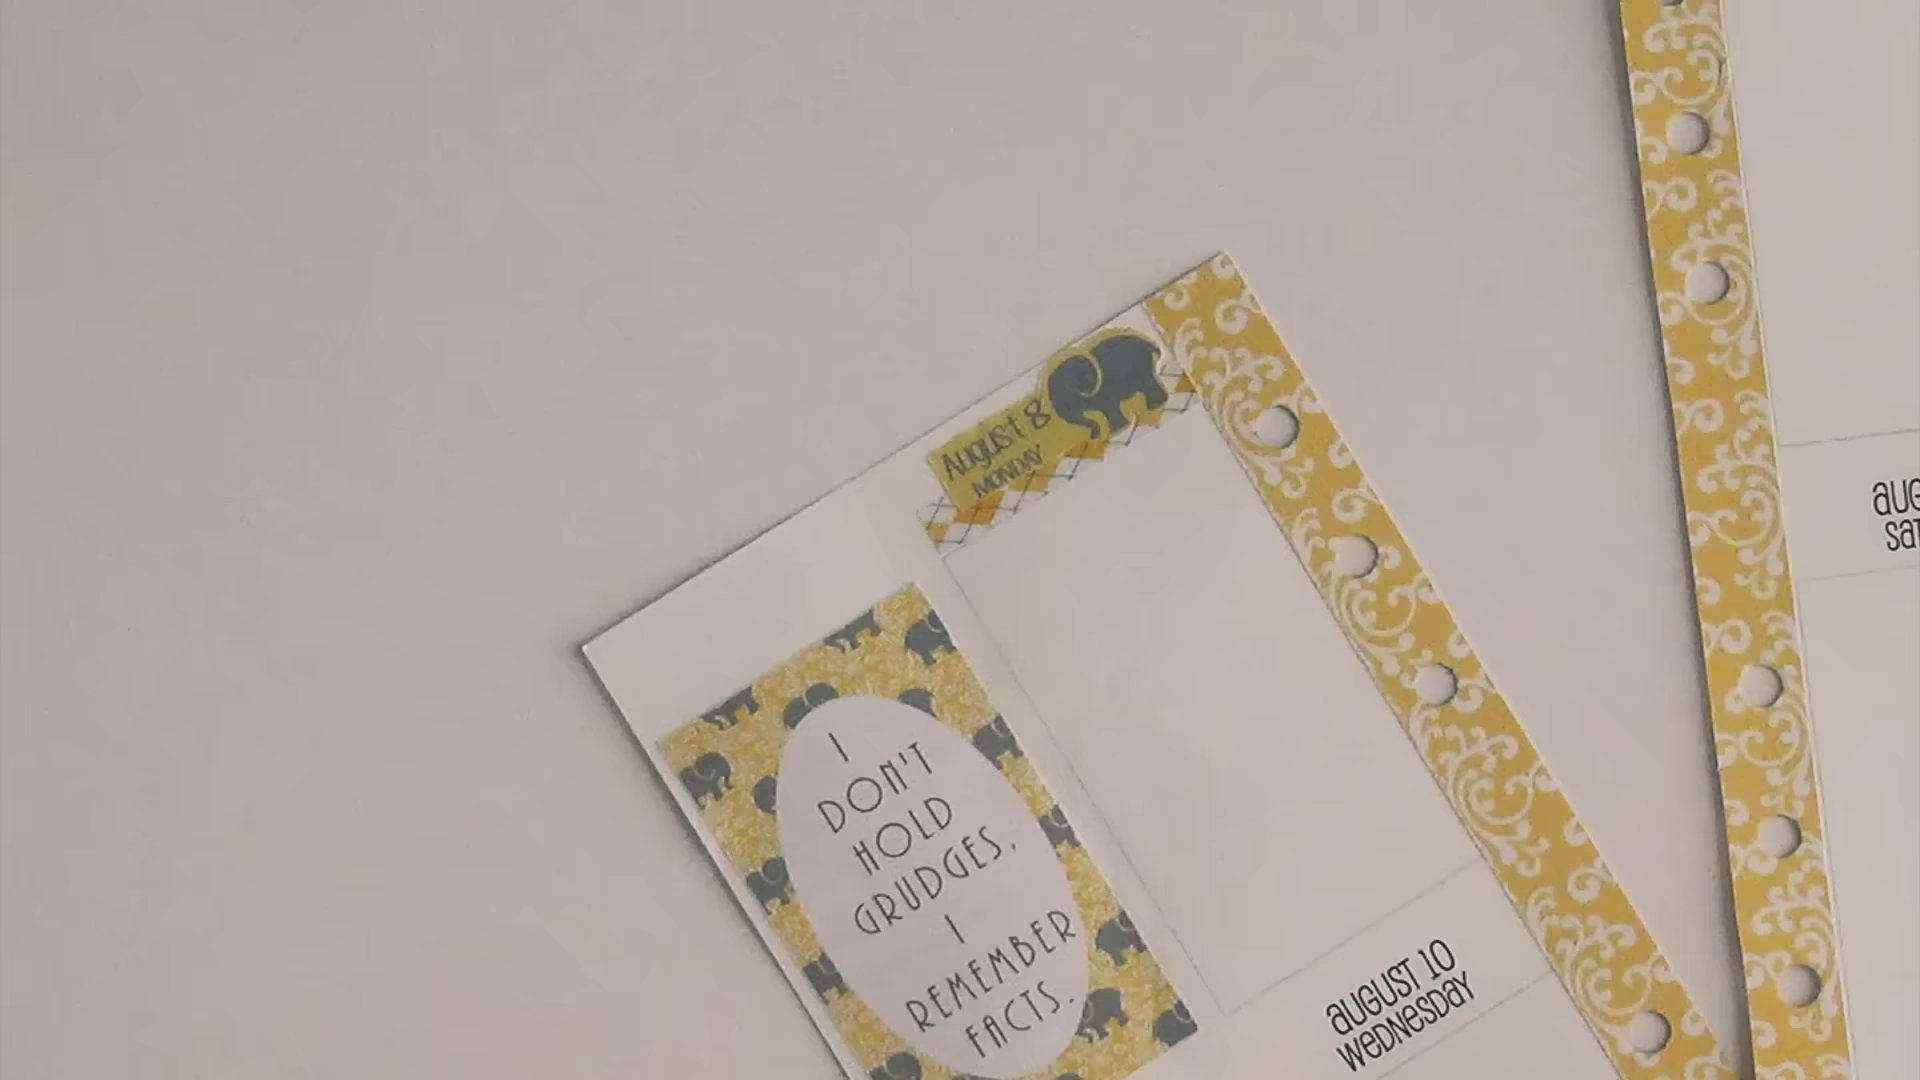 August 8
MONDAY
I
DON'T
HOLD
GRUDGES.
I
REMEMBER
FACTS.
AUGUST 10
WEDNESDAY